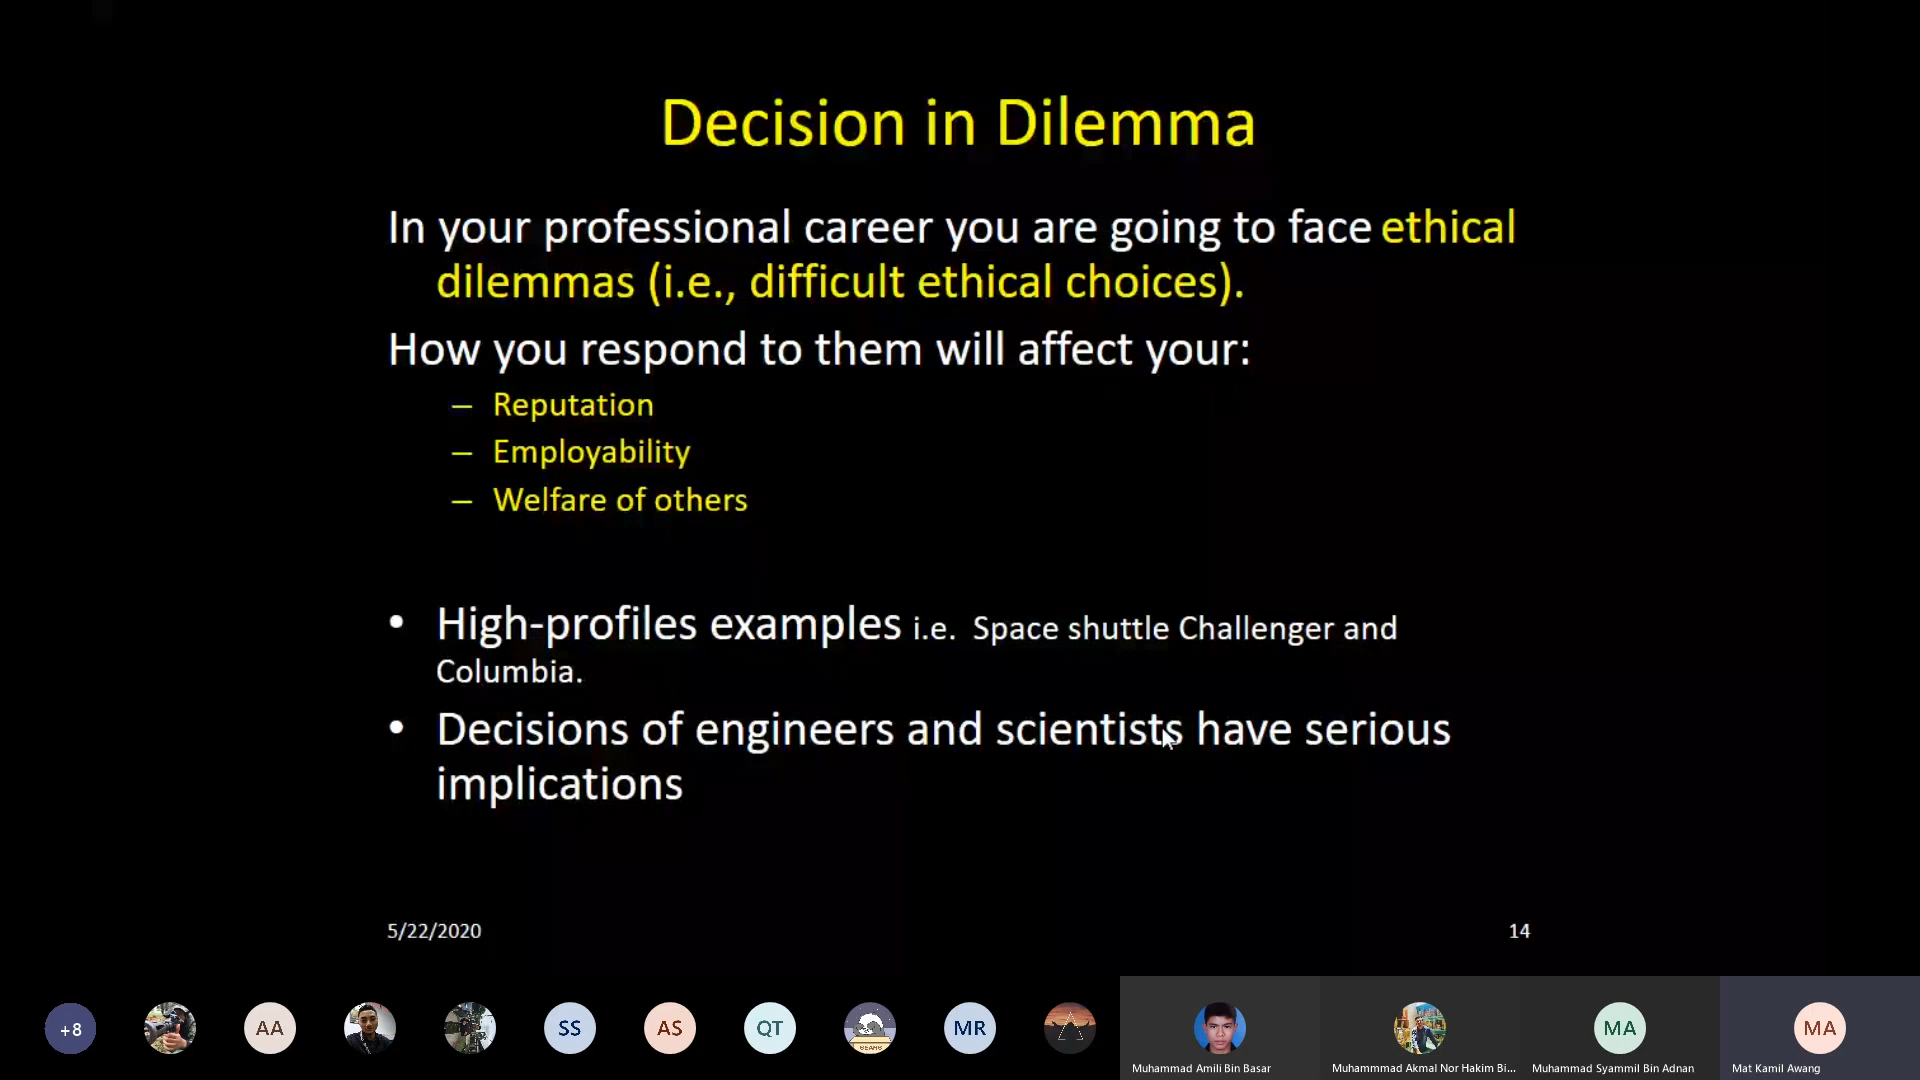 Decision in Dilemma
In your professional career you are going to face ethical
dilemmas (i.e., difficult ethical choices).
How you respond to them will affect your:
– Reputation
– Employability
– Welfare of others
• High-profiles examples i.e. Space shuttle Challenger and
Columbia.
• Decisions of engineers and scientists have serious
implications
5/22/2020
14
+8
AA
SS
AS
QT
BEARS
MR
MA
MA
Muhammad Amili Bin Basar
Muhammmad Akmal Nor Hakim Bi...
Muhammad Syammil Bin Adnan
Mat Kamil Awang